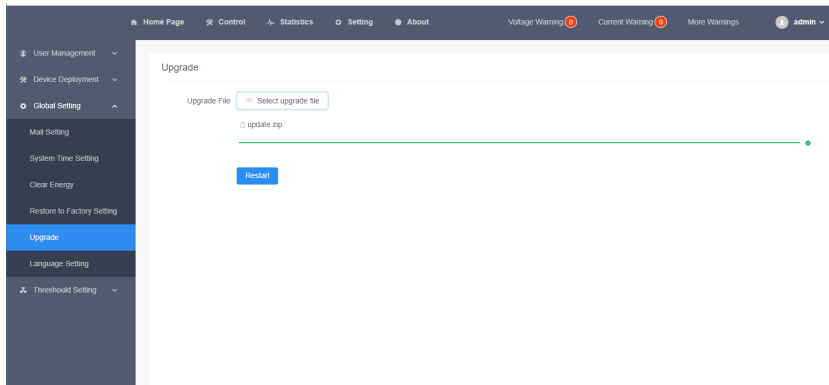 Home Page Control Statistics Setting About Voltage Warning 0 Current Warning 0 More Warnings 1 admin
User Management
Device Deployment
Global Setting
Mail Setting
System Time Setting
Clear Energy
Restore to Factory Setting
Upgrade
Language Setting
Threshould Setting
Upgrade
Upgrade File Select upgrade file
update.zip
Restart